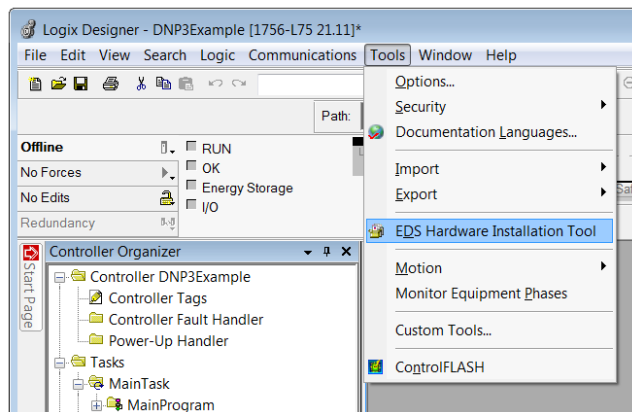 Logix Designer - DNP3Example [1756-L75 21.11]*
File Edit View Search Logic Communications Tools Window Help
Path:
Offline
No Forces
No Edits
Redundancy
RUN
OK
Energy Storage
I/O
Start Page
Controller Organizer
Controller DNP3Example
Controller Tags
Controller Fault Handler
Power-Up Handler
Tasks
MainTask
MainProgram
Options...
Security
Documentation Languages...
Import
Export
EDS Hardware Installation Tool
Motion
Monitor Equipment Phases
Custom Tools...
ControlFLASH